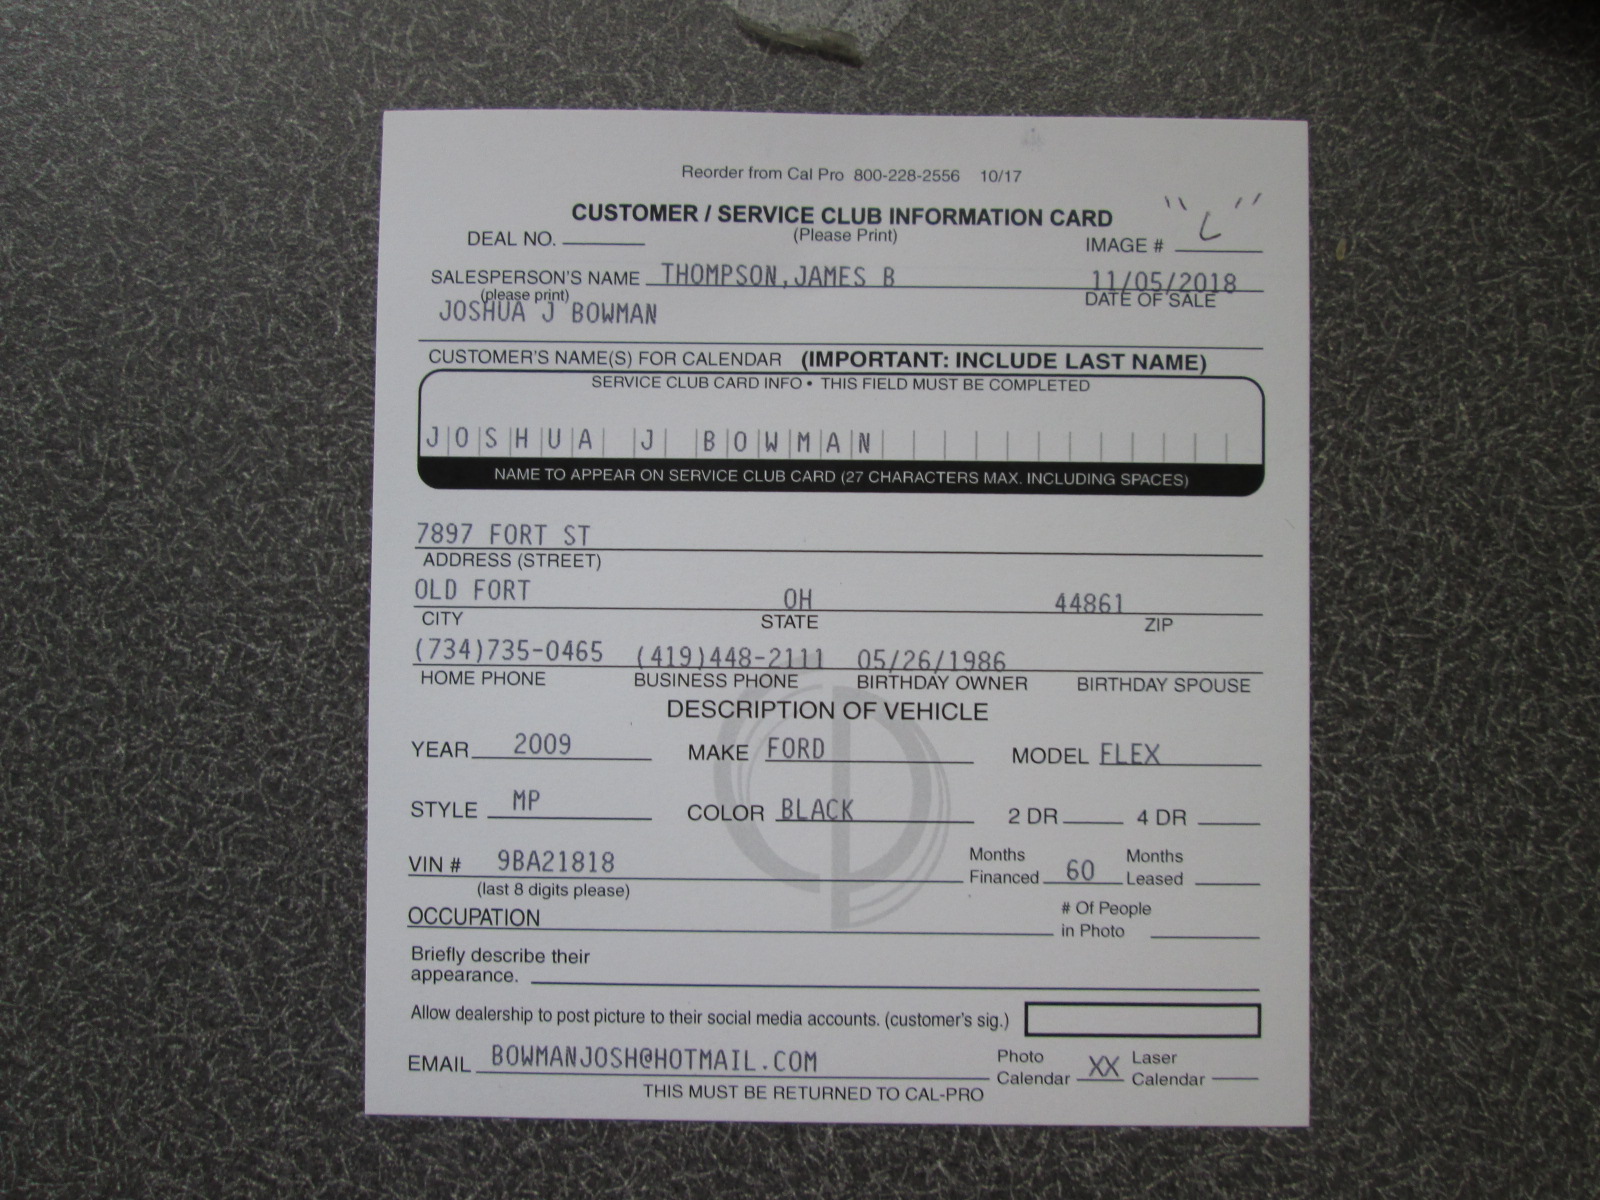 Reorder from Cal Pro 800-228-2556 10/17
CUSTOMER / SERVICE CLUB INFORMATION CARD
(Please Print)
DEAL NO. IMAGE # "L"
SALESPERSON'S NAME THOMPSON,JAMES B 11/05/2018
(please print) DATE OF SALE
JOSHUA J BOWMAN
CUSTOMER'S NAME(S) FOR CALENDAR (IMPORTANT: INCLUDE LAST NAME)
SERVICE CLUB CARD INFO • THIS FIELD MUST BE COMPLETED
JOSHUA J BOWMAN
NAME TO APPEAR ON SERVICE CLUB CARD (27 CHARACTERS MAX. INCLUDING SPACES)
7897 FORT ST
ADDRESS (STREET)
OLD FORT OH 44861
CITY STATE ZIP
(734)735-0465 (419)448-2111 05/26/1986
HOME PHONE BUSINESS PHONE BIRTHDAY OWNER BIRTHDAY SPOUSE
DESCRIPTION OF VEHICLE
YEAR 2009 MAKE FORD MODEL FLEX
STYLE MP COLOR BLACK 2 DR 4 DR
VIN # 9BA21818 Months Financed 60 Months Leased
(last 8 digits please)
OCCUPATION # Of People in Photo
Briefly describe their
appearance.
Allow dealership to post picture to their social media accounts. (customer's sig.)
EMAIL BOWMANJOSH@HOTMAIL.COM Photo Calendar XX Laser Calendar
THIS MUST BE RETURNED TO CAL-PRO